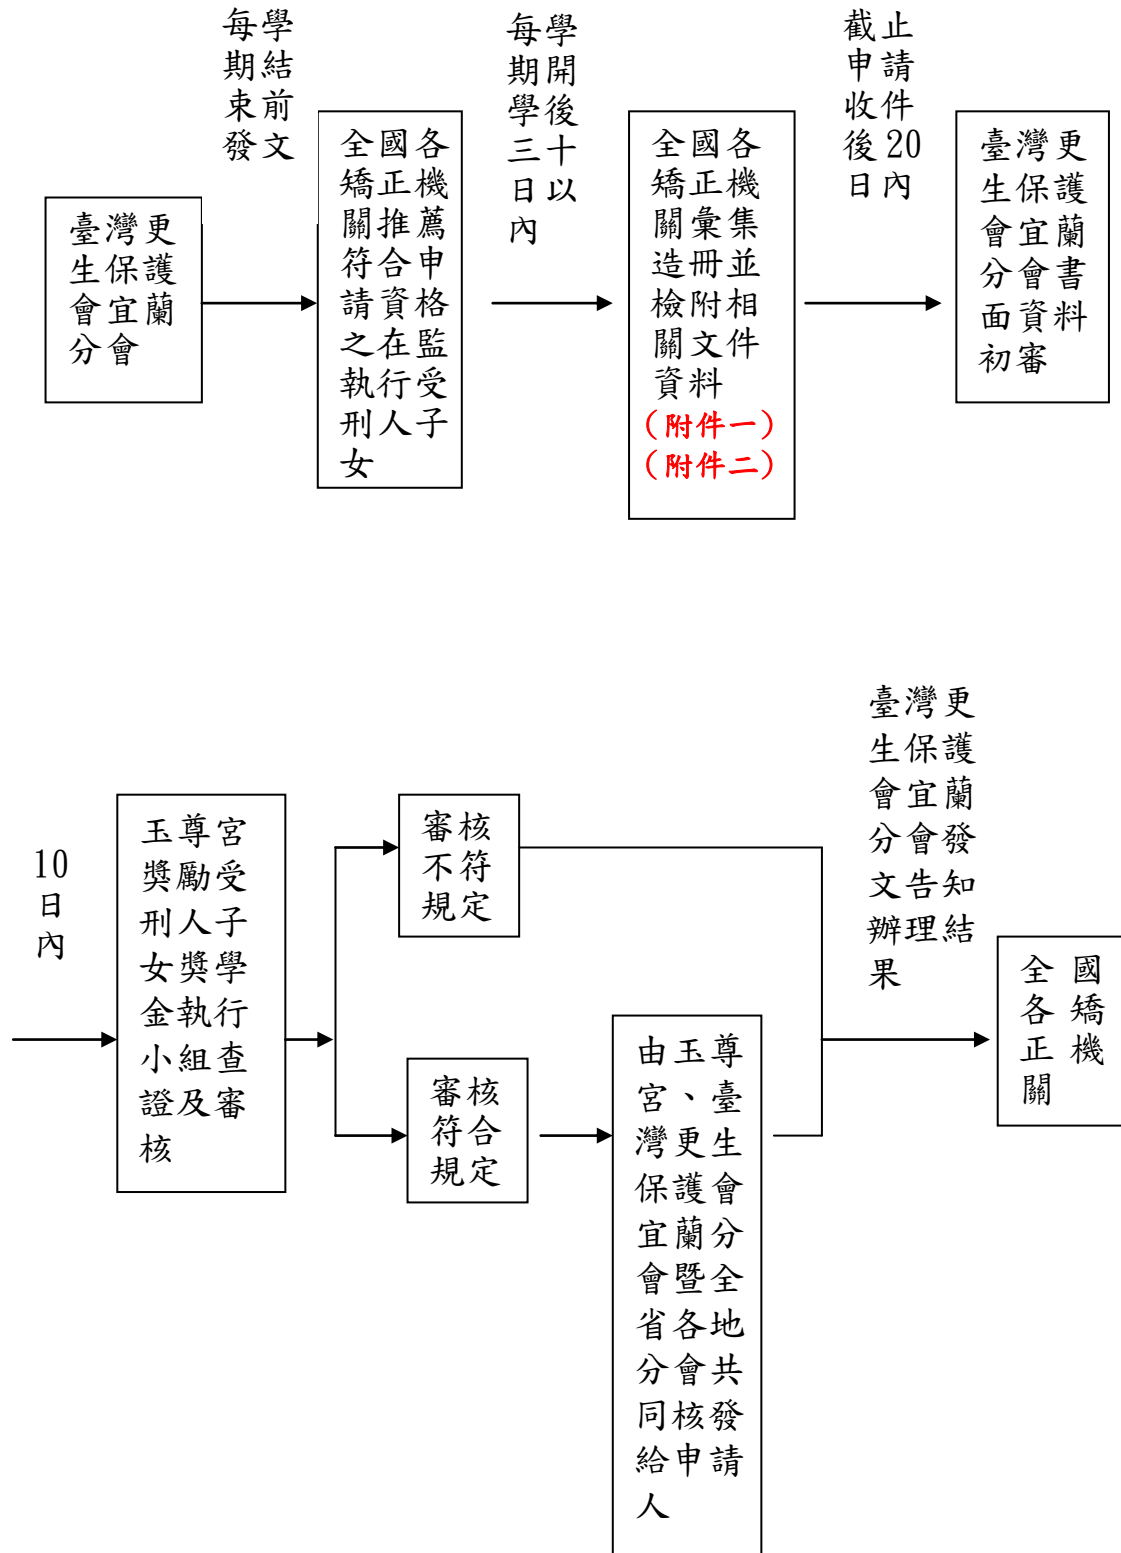 每學
期結
束前
發文
每學
期開
學後
三十
日以
內
截止
申請
收件
後20
日內
臺灣更
生保護
會宜蘭
分會
全國各
矯正機
關推薦
符合申
請資格
之在監
執行受
刑人子
女
全國各
矯正機
關彙集
造冊並
檢附相
關文件
資料
(附件一)
(附件二)
臺灣更
生保護
會宜蘭
分會書
面資料
初審
10
日
內
玉尊宮
獎勵受
刑人子
女獎學
金執行
小組查
證及審
核
審核
不符
規定
審核
符合
規定
由玉尊
宮、臺
灣更生
保護會
宜蘭分
會暨全
省各地
分會共
同核發
給申請
人
臺灣更
生保護
會宜蘭
分會發
文告知
辦理結
果
全國
各矯
正機
關